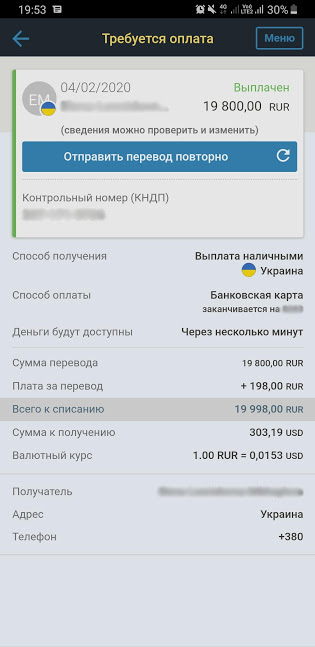 19:53 4G Vo) LTE2 30%
Требуется оплата Меню
EM 04/02/2020 Выплачен
19 800,00 RUR
(сведения можно проверить и изменить)
Отправить перевод повторно
Контрольный номер (КНДП)
Способ получения Выплата наличными
Украина
Способ оплаты Банковская карта
заканчивается на
Деньги будут доступны Через несколько минут
Сумма перевода 19 800,00 RUR
Плата за перевод + 198,00 RUR
Всего к списанию 19 998,00 RUR
Сумма к получению 303,19 USD
Валютный курс 1.00 RUR = 0,0153 USD
Получатель
Адрес Украина
Телефон +380